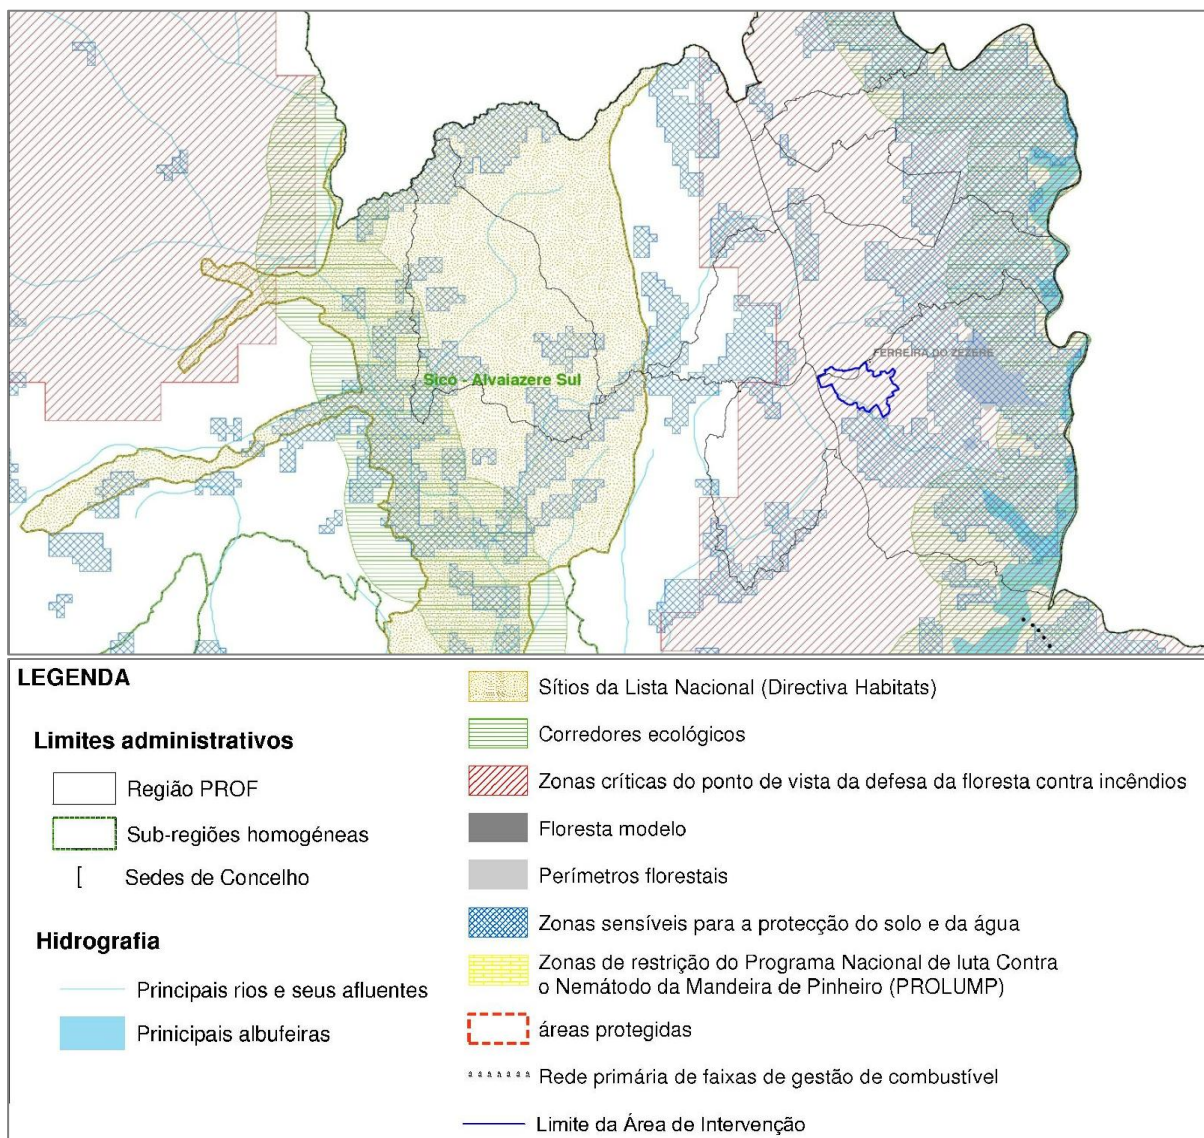 FERREIRA DO ZEZERE
Sicó - Alvaiazere Sul
LEGENDA
Limites administrativos
Região PROF
Sub-regiões homogéneas
[ Sedes de Concelho
Hidrografia
Principais rios e seus afluentes
Prinicipais albufeiras
Sítios da Lista Nacional (Directiva Habitats)
Corredores ecológicos
Zonas críticas do ponto de vista da defesa da floresta contra incêndios
Floresta modelo
Perímetros florestais
Zonas sensíveis para a protecção do solo e da água
Zonas de restrição do Programa Nacional de luta Contra
o Nemátodo da Mandeira de Pinheiro (PROLUMP)
áreas protegidas
Rede primária de faixas de gestão de combustível
Limite da Área de Intervenção